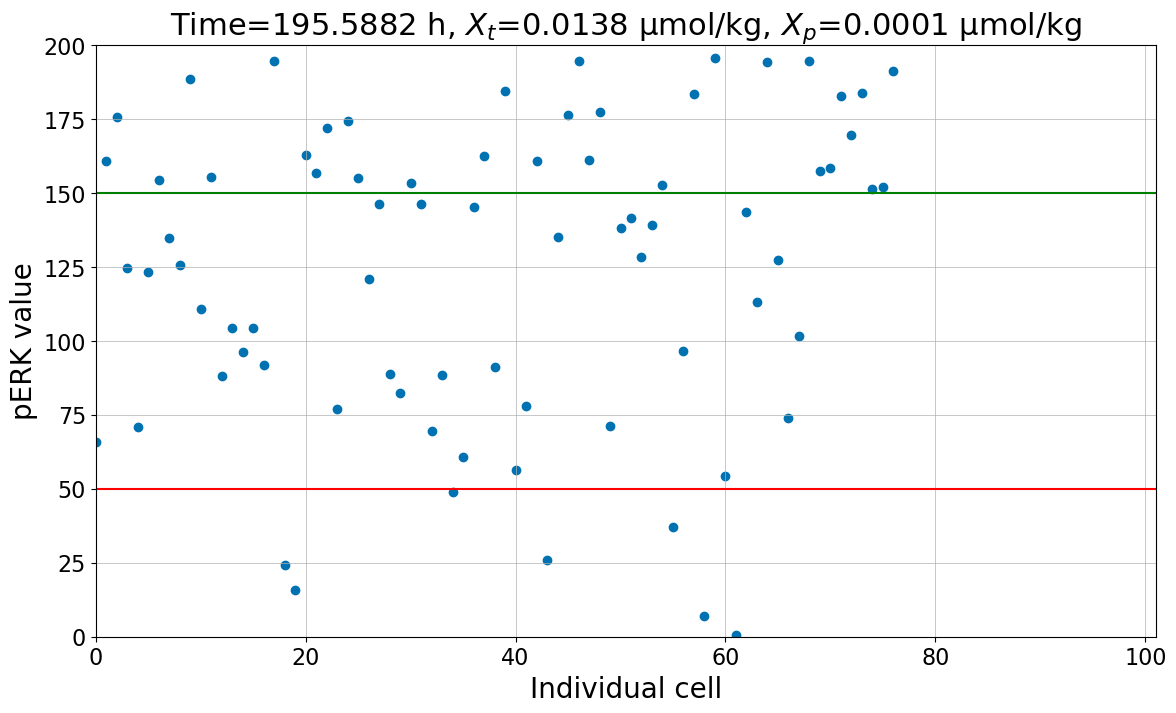 Time=195.5882 h, $X_t$=0.0138 μmol/kg, $X_p$=0.0001 μmol/kg
200
175
150
125
100
75
50
25
0
pERK value
0 20 40 60 80 100
Individual cell